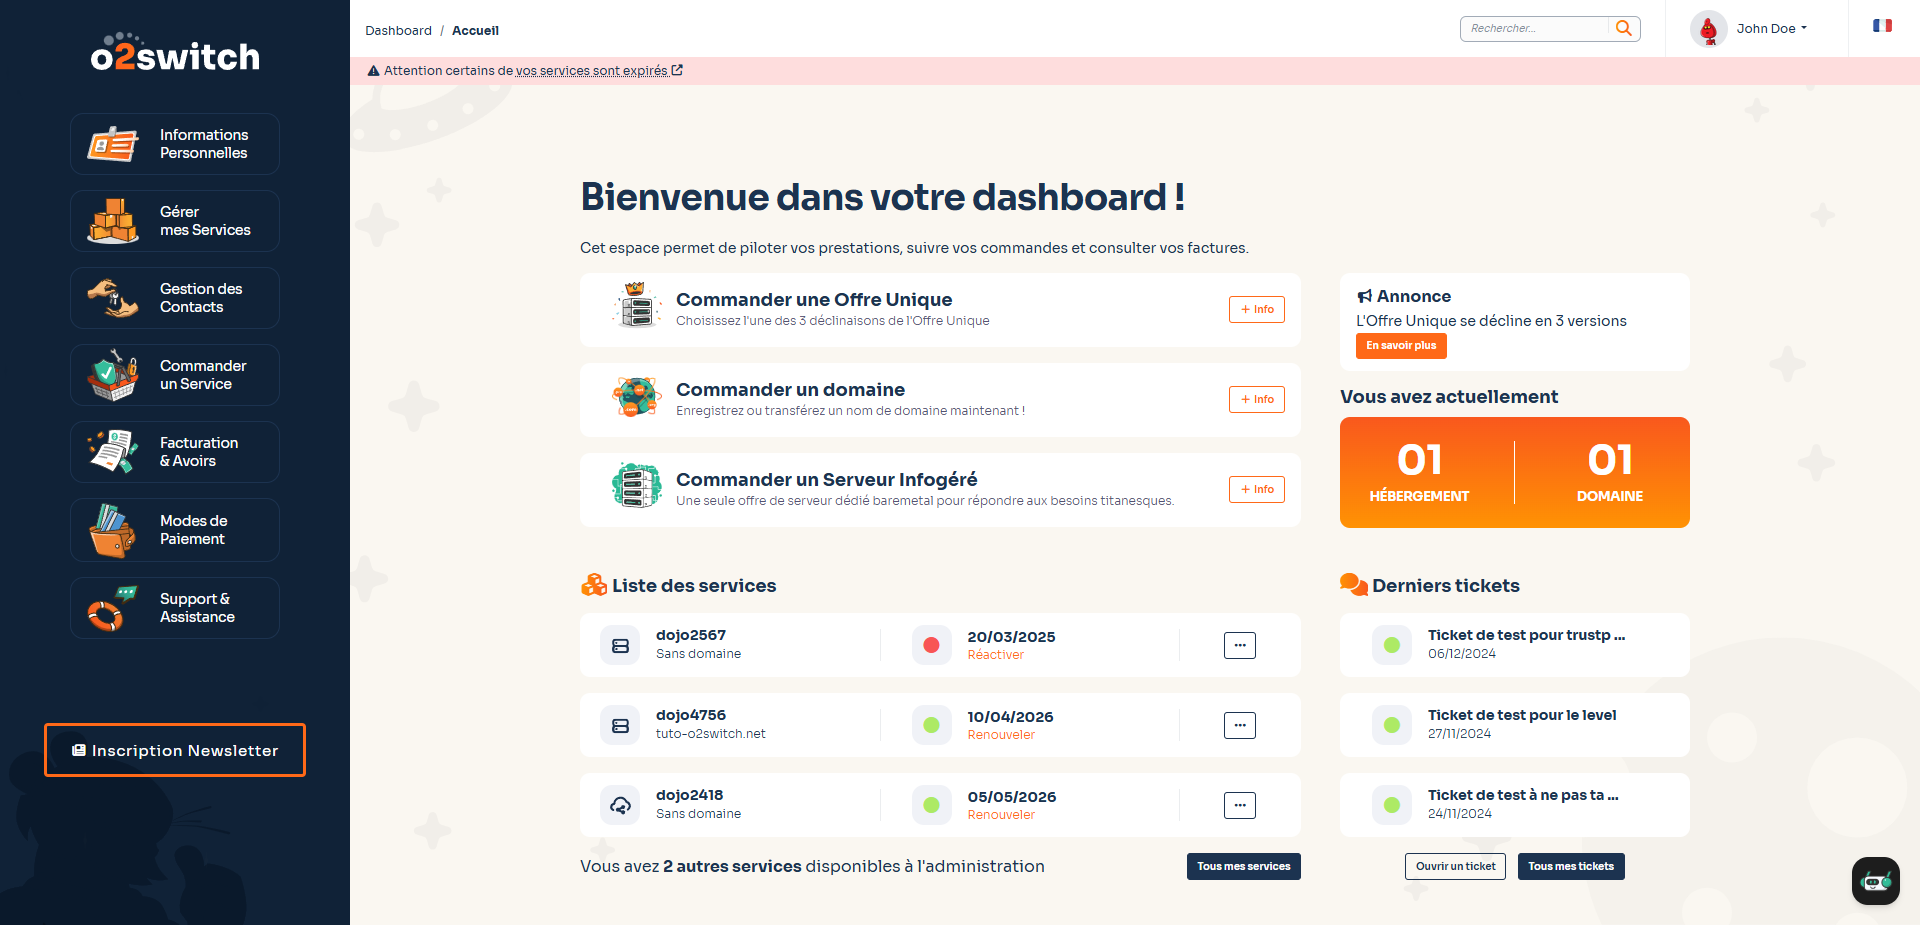 o2switch
Informations
Personnelles
Gérer
mes Services
Gestion des
Contacts
Commander
un Service
Facturation
& Avoirs
Modes de
Paiement
Support &
Assistance
Inscription Newsletter
Dashboard / Accueil
Rechercher...
John Doe
Attention certains de vos services sont expirés
Bienvenue dans votre dashboard !
Cet espace permet de piloter vos prestations, suivre vos commandes et consulter vos factures.
Commander une Offre Unique
Choisissez l'une des 3 déclinaisons de l'Offre Unique
+ Info
Commander un domaine
Enregistrez ou transférez un nom de domaine maintenant !
+ Info
Commander un Serveur Infogéré
Une seule offre de serveur dédié baremetal pour répondre aux besoins titanesques.
+ Info
Annonce
L'Offre Unique se décline en 3 versions
En savoir plus
Vous avez actuellement
01 01
HÉBERGEMENT DOMAINE
Liste des services
dojo2567
Sans domaine
20/03/2025
Réactiver
dojo4756
tuto-o2switch.net
10/04/2026
Renouveler
dojo2418
Sans domaine
05/05/2026
Renouveler
Vous avez 2 autres services disponibles à l'administration
Tous mes services
Derniers tickets
Ticket de test pour trustp ...
06/12/2024
Ticket de test pour le level
27/11/2024
Ticket de test à ne pas ta ...
24/11/2024
Ouvrir un ticket
Tous mes tickets